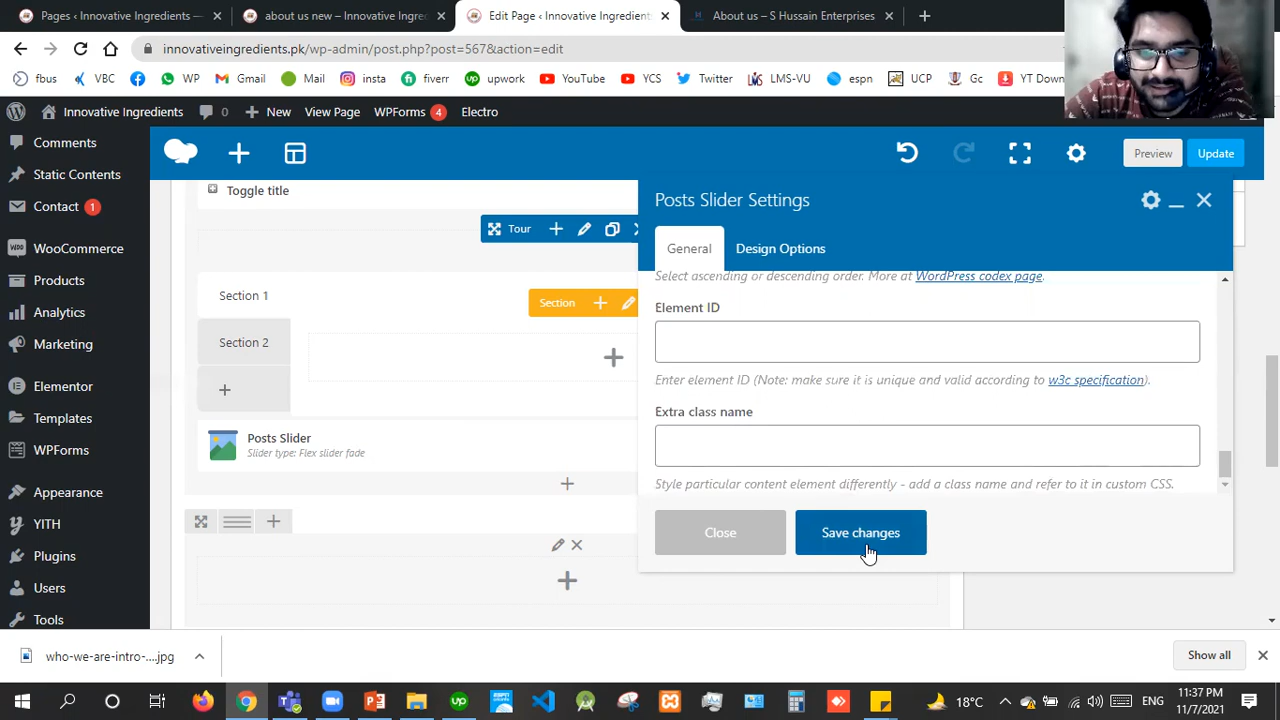 Pages ‹ Innovative Ingredients —
about us new – Innovative Ingre
Edit Page ‹ Innovative Ingredient
About us – S Hussain Enterprises
innovativeingredients.pk/wp-admin/post.php?post=567&action=edit
fbus
VBC
WP
Gmail
Mail
insta
fiverr
upwork
YouTube
YCS
Twitter
LMS-VU
espn
UCP
Gc
YT Down
Innovative Ingredients
0
New
View Page
WPForms 4
Electro
Comments
Static Contents
Contact 1
WooCommerce
Products
Analytics
Marketing
Elementor
Templates
WPForms
Appearance
YITH
Plugins
Users
Tools
Preview
Update
Toggle title
Tour
Section 1
Section
Section 2
Posts Slider
Slider type: Flex slider fade
Posts Slider Settings
General
Design Options
Select ascending or descending order. More at WordPress codex page.
Element ID
Enter element ID (Note: make sure it is unique and valid according to w3c specification).
Extra class name
Style particular content element differently - add a class name and refer to it in custom CSS.
Close
Save changes
who-we-are-intro-....jpg
Show all
18°C
ENG
11:37 PM
11/7/2021